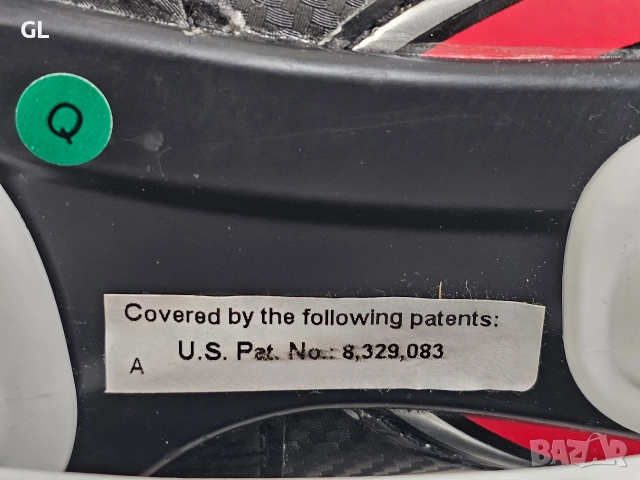 GL
Q
Covered by the following patents:
A U.S. Pat. No.: 8,329,083
BAZAR